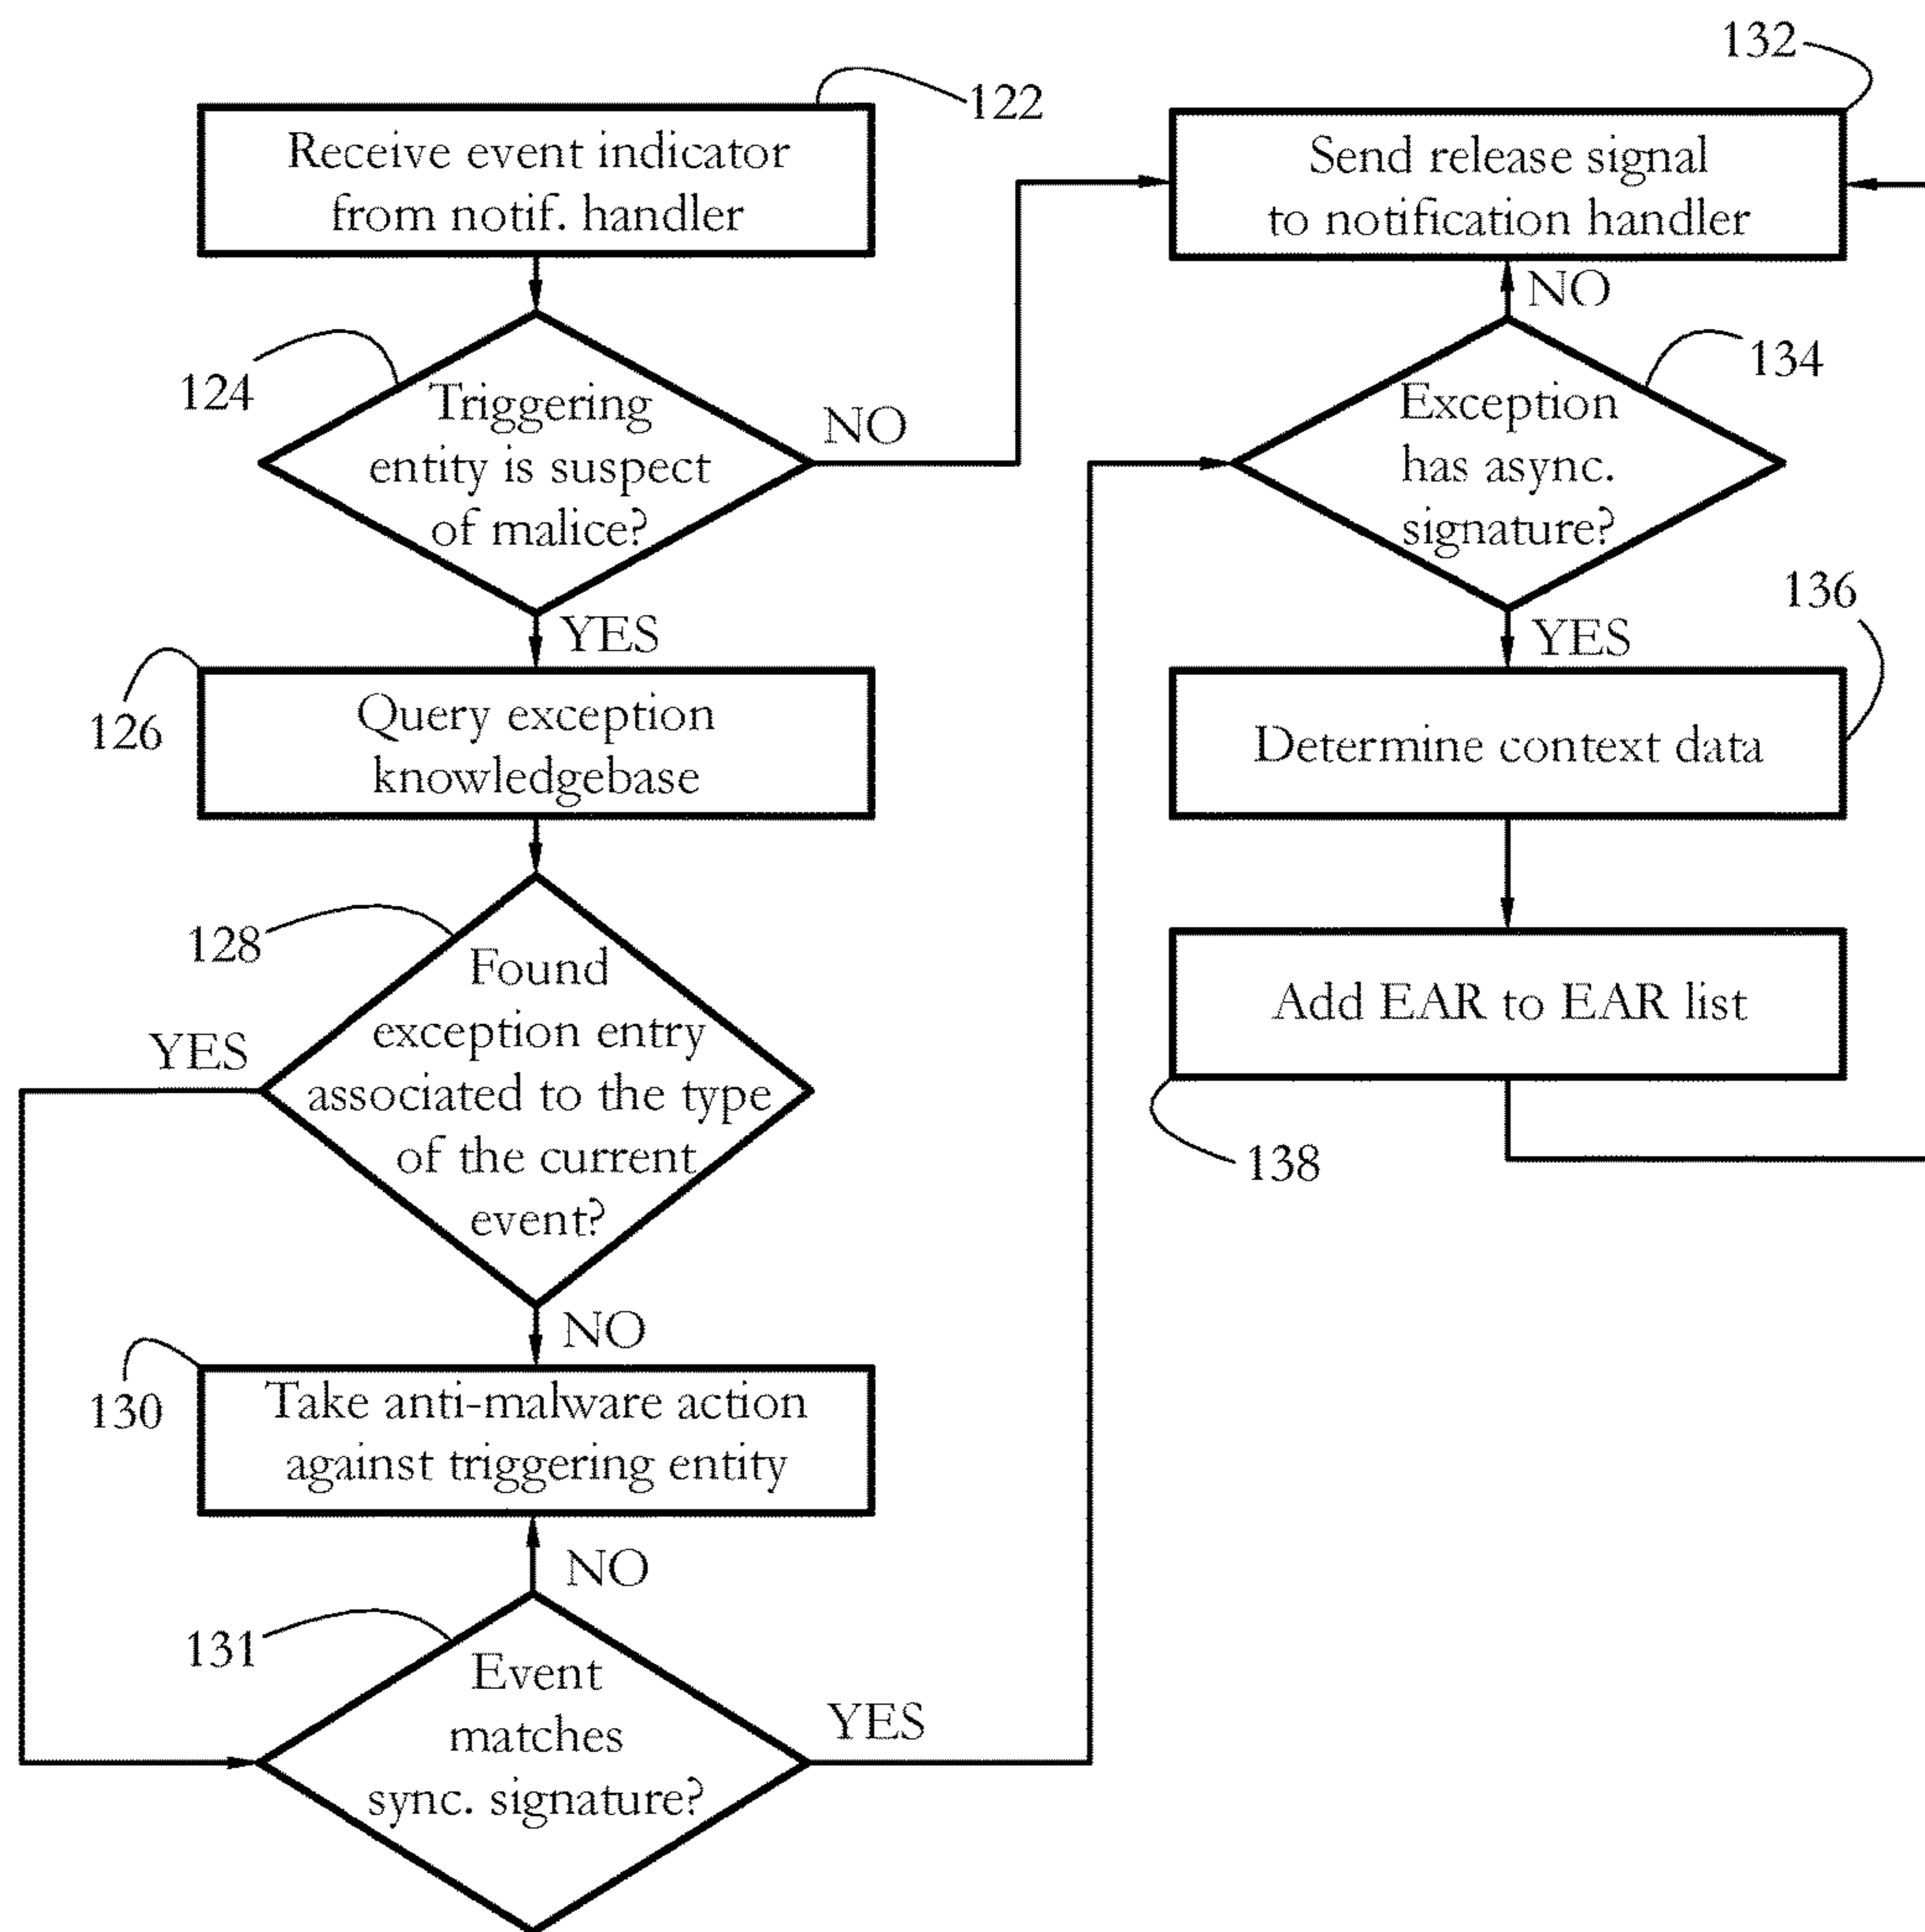 122
Receive event indicator
from notif. handler
124
Triggering
entity is suspect
of malice?
NO
YES
126
Query exception
knowledgebase
128
Found
exception entry
associated to the type
of the current
event?
YES
NO
130
Take anti-malware action
against triggering entity
NO
131
Event
matches
sync. signature?
YES
132
Send release signal
to notification handler
NO
134
Exception
has async.
signature?
YES
136
Determine context data
Add EAR to EAR list
138